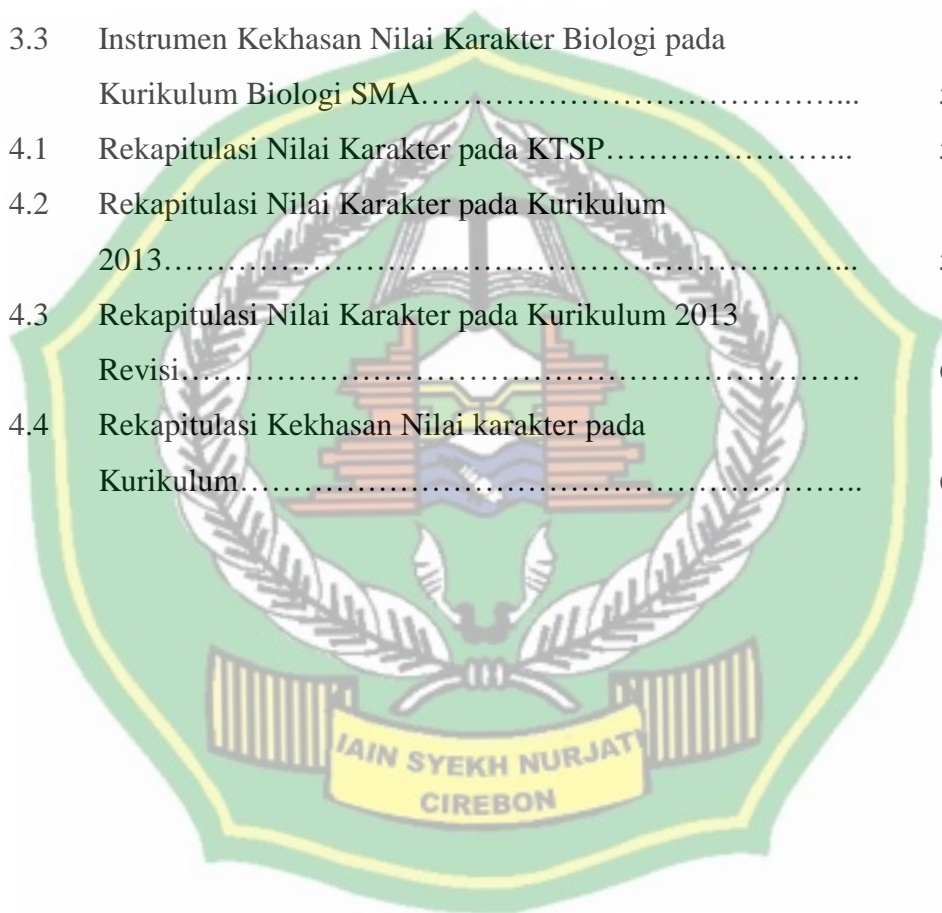 3.3 Instrumen Kekhasan Nilai Karakter Biologi pada
Kurikulum Biologi SMA…………………………………...
4.1 Rekapitulasi Nilai Karakter pada KTSP…………………...
4.2 Rekapitulasi Nilai Karakter pada Kurikulum
2013…………………………………………………………...
4.3 Rekapitulasi Nilai Karakter pada Kurikulum 2013
Revisi………………………………………………………….
4.4 Rekapitulasi Kekhasan Nilai karakter pada
Kurikulum……………………………………………………..
IAIN SYEKH NURJATI
CIREBON